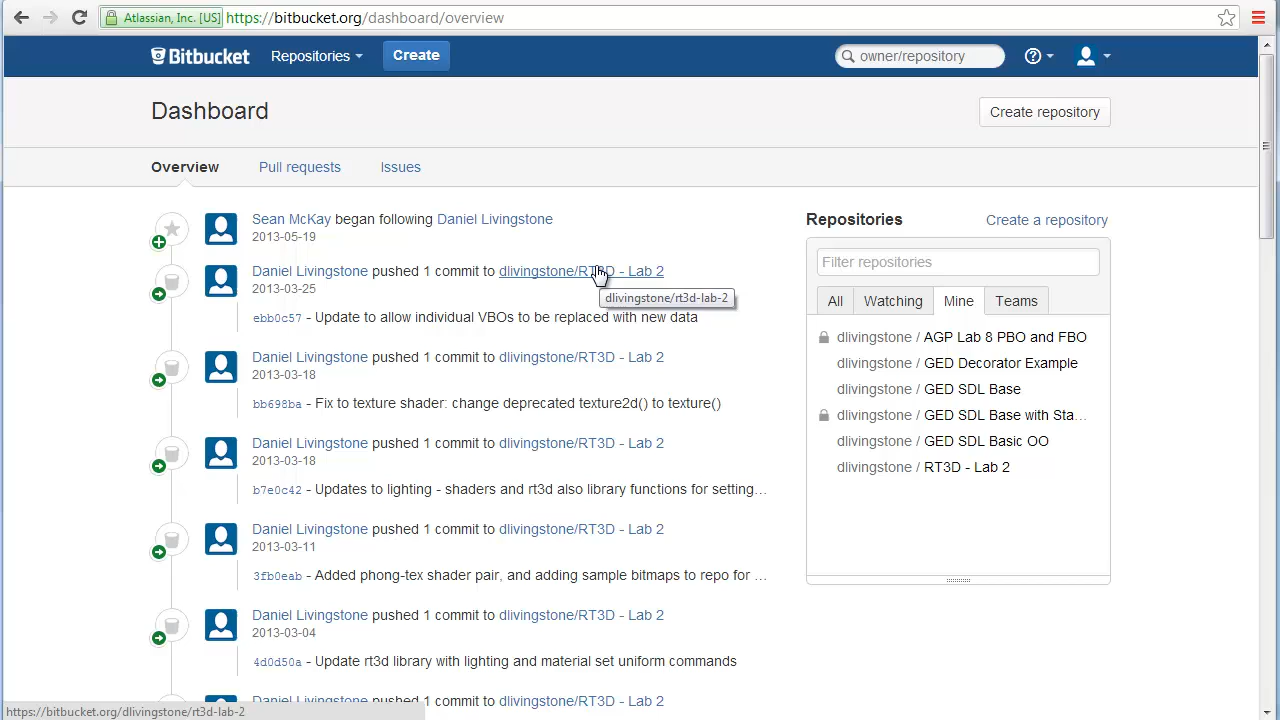 Atlassian, Inc. [US] https://bitbucket.org/dashboard/overview
Bitbucket Repositories Create owner/repository
Dashboard
Create repository
Overview Pull requests Issues
Sean McKay began following Daniel Livingstone
2013-05-19
Daniel Livingstone pushed 1 commit to dlivingstone/RT3D - Lab 2
2013-03-25
dlivingstone/rt3d-lab-2
ebb0c57 - Update to allow individual VBOs to be replaced with new data
Daniel Livingstone pushed 1 commit to dlivingstone/RT3D - Lab 2
2013-03-18
bb698ba - Fix to texture shader: change deprecated texture2d() to texture()
Daniel Livingstone pushed 1 commit to dlivingstone/RT3D - Lab 2
2013-03-18
b7e0c42 - Updates to lighting - shaders and rt3d also library functions for setting…
Daniel Livingstone pushed 1 commit to dlivingstone/RT3D - Lab 2
2013-03-11
3fb0eab - Added phong-tex shader pair, and adding sample bitmaps to repo for …
Daniel Livingstone pushed 1 commit to dlivingstone/RT3D - Lab 2
2013-03-04
4d0d50a - Update rt3d library with lighting and material set uniform commands
Daniel Livingstone pushed 1 commit to dlivingstone/RT3D - Lab 2
Repositories Create a repository
Filter repositories
All Watching Mine Teams
dlivingstone / AGP Lab 8 PBO and FBO
dlivingstone / GED Decorator Example
dlivingstone / GED SDL Base
dlivingstone / GED SDL Base with Sta…
dlivingstone / GED SDL Basic OO
dlivingstone / RT3D - Lab 2
https://bitbucket.org/dlivingstone/rt3d-lab-2